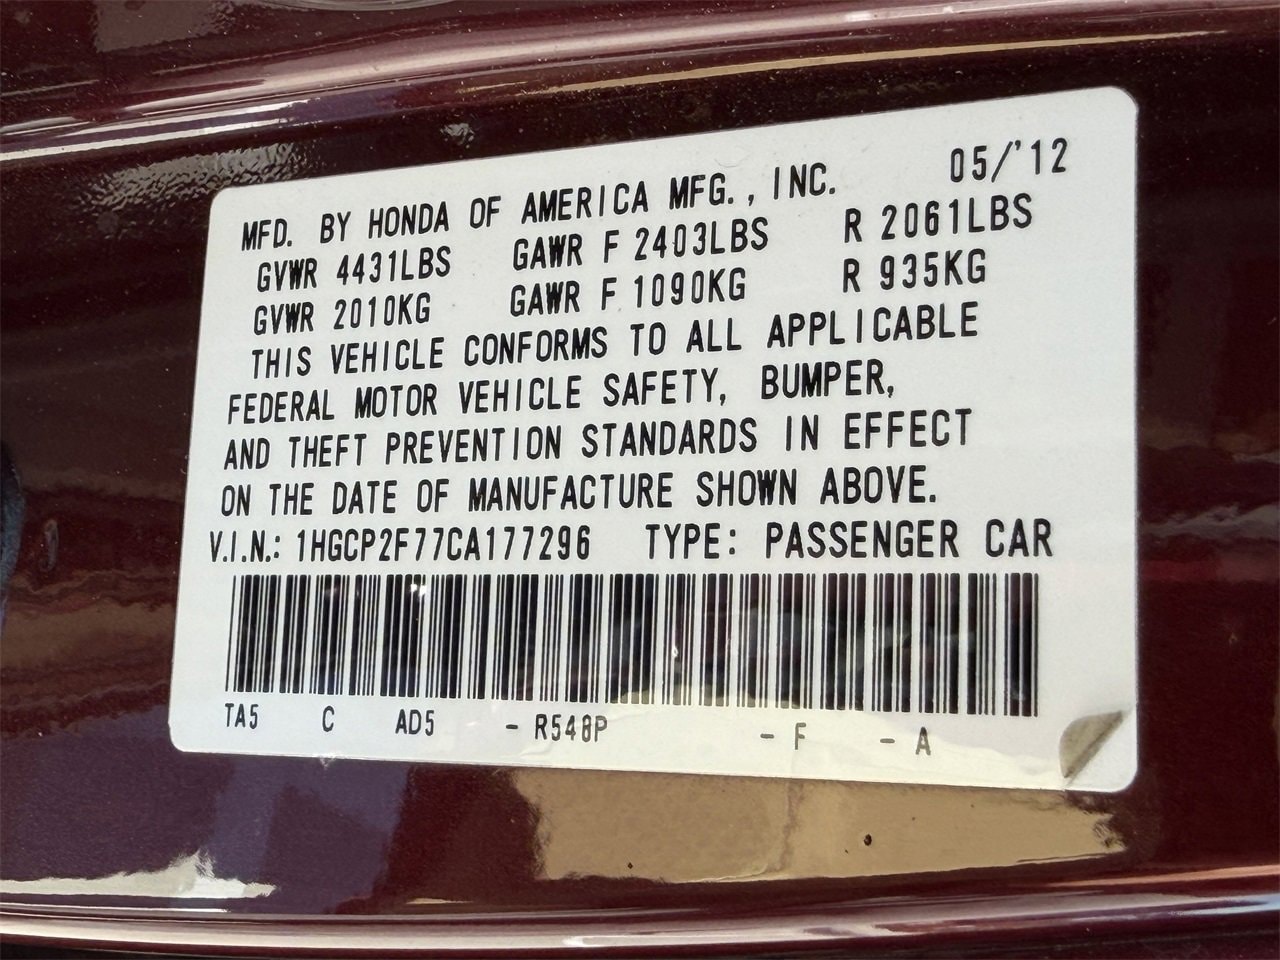 MFD. BY HONDA OF AMERICA MFG., INC. 05/'12
GVWR 4431LBS GAWR F 2403LBS R 2061LBS
GVWR 2010KG GAWR F 1090KG R 935KG
THIS VEHICLE CONFORMS TO ALL APPLICABLE
FEDERAL MOTOR VEHICLE SAFETY, BUMPER,
AND THEFT PREVENTION STANDARDS IN EFFECT
ON THE DATE OF MANUFACTURE SHOWN ABOVE.
V.I.N.: 1HGCP2F77CA177296 TYPE: PASSENGER CAR
TA5 C AD5 - R548P - F - A